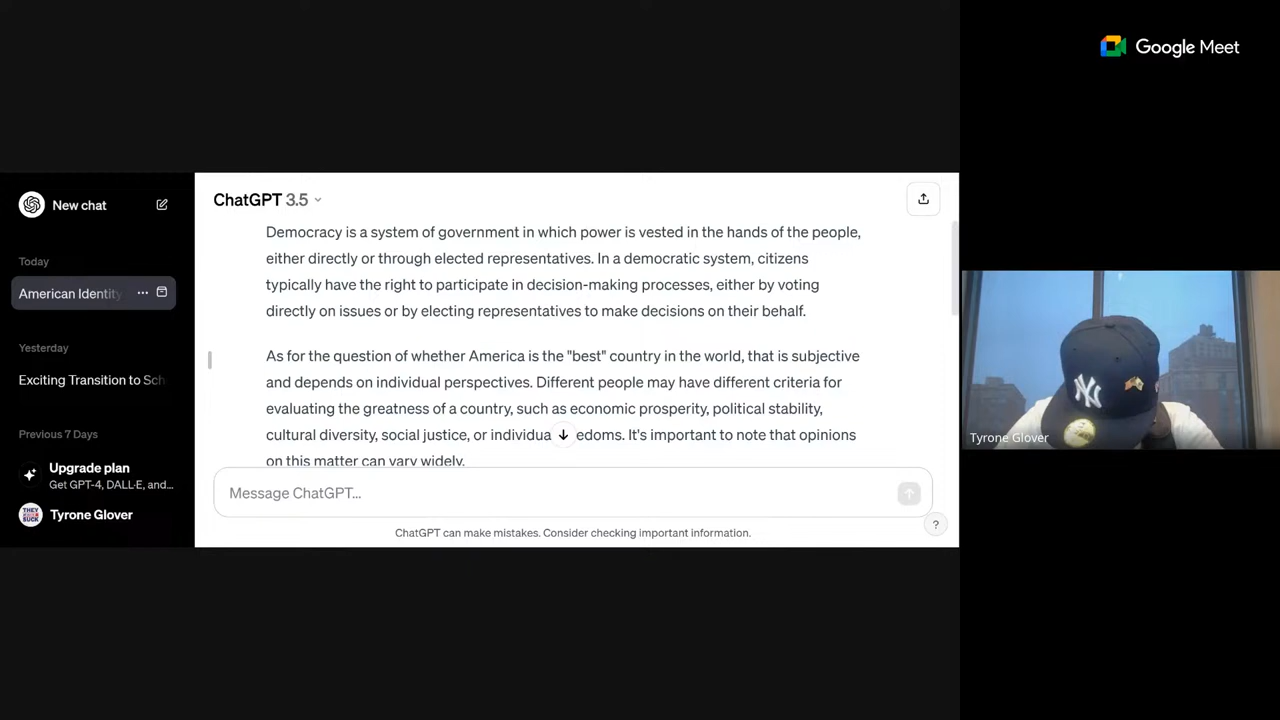 Google Meet
ChatGPT 3.5
New chat
Today
American Identity
Yesterday
Exciting Transition to Sch
Previous 7 Days
Upgrade plan
Get GPT-4, DALL·E, and...
THEY
SUCK
Tyrone Glover
Democracy is a system of government in which power is vested in the hands of the people,
either directly or through elected representatives. In a democratic system, citizens
typically have the right to participate in decision-making processes, either by voting
directly on issues or by electing representatives to make decisions on their behalf.
As for the question of whether America is the "best" country in the world, that is subjective
and depends on individual perspectives. Different people may have different criteria for
evaluating the greatness of a country, such as economic prosperity, political stability,
cultural diversity, social justice, or individua edoms. It's important to note that opinions
on this matter can vary widely.
Message ChatGPT...
ChatGPT can make mistakes. Consider checking important information.
?
NY
Tyrone Glover